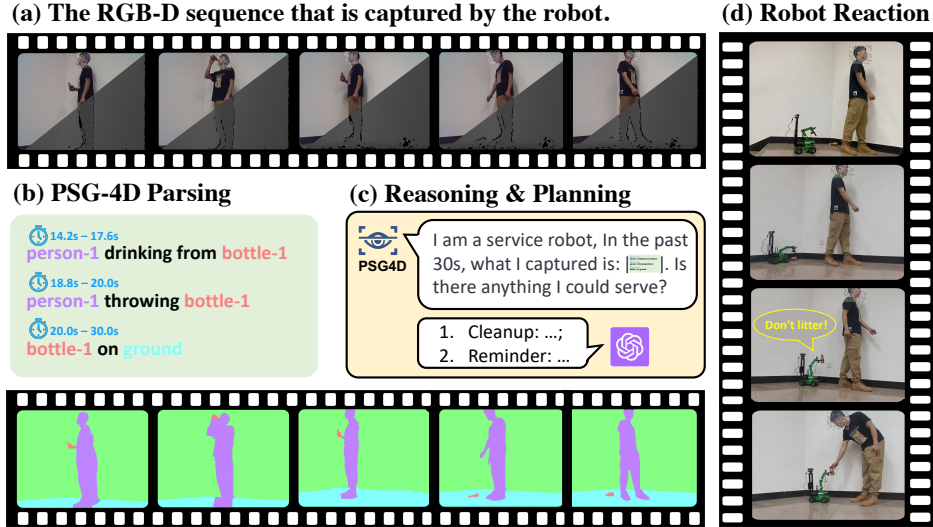 (a) The RGB-D sequence that is captured by the robot.
(d) Robot Reaction
(b) PSG-4D Parsing
14.2s – 17.6s
person-1 drinking from bottle-1
18.8s – 20.0s
person-1 throwing bottle-1
20.0s – 30.0s
bottle-1 on ground
(c) Reasoning & Planning
PSG4D
I am a service robot, In the past
30s, what I captured is: [ ]. Is
there anything I could serve?
1. Cleanup: ...;
2. Reminder: ...
Don't litter!